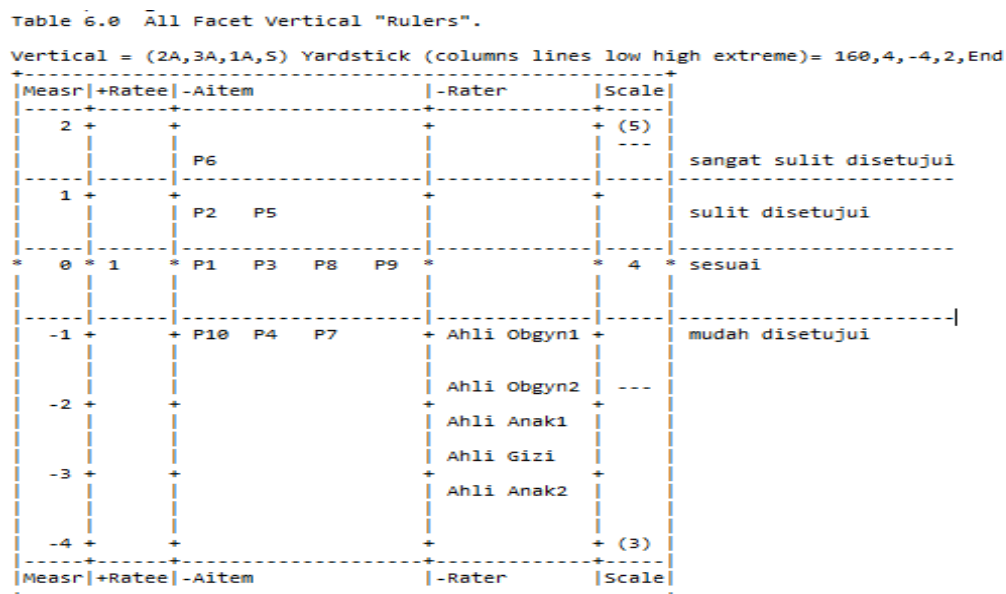 Table 6.0 All Facet Vertical "Rulers".
Vertical = (2A,3A,1A,S) Yardstick (columns lines low high extreme)= 160,4,-4,2,End
+--------------------------------------------------------------+
|Measr|+Ratee|-Aitem                  |-Rater         |Scale|
|-----+------+------------------------+---------------+-----|
|   2 +      +                        +               + (5) |
|     |      |                        |               | --- |
|     |      | P6                     |               |     | sangat sulit disetujui
|-----|------|------------------------|---------------|-----|------------------------
|   1 +      +                        +               +     |
|     |      | P2    P5               |               |     | sulit disetujui
|     |      |                        |               |     |
|-----|------|------------------------|---------------|-----|------------------------
*   0 * 1    * P1    P3    P8    P9   *               *  4  * sesuai
|     |      |                        |               |     |
|     |      |                        |               |     |
|-----|------|------------------------|---------------|-----|------------------------|
|  -1 +      + P10   P4    P7         + Ahli Obgyn1   +     | mudah disetujui
|     |      |                        |               |     |
|     |      |                        |               |     |
|     |      |                        | Ahli Obgyn2   | --- |
|  -2 +      +                        +               +     |
|     |      |                        | Ahli Anak1    |     |
|     |      |                        |               |     |
|     |      |                        | Ahli Gizi     |     |
|  -3 +      +                        +               +     |
|     |      |                        | Ahli Anak2    |     |
|     |      |                        |               |     |
|     |      |                        |               |     |
|  -4 +      +                        +               + (3) |
|-----+------+------------------------+---------------+-----|
|Measr|+Ratee|-Aitem                  |-Rater         |Scale|